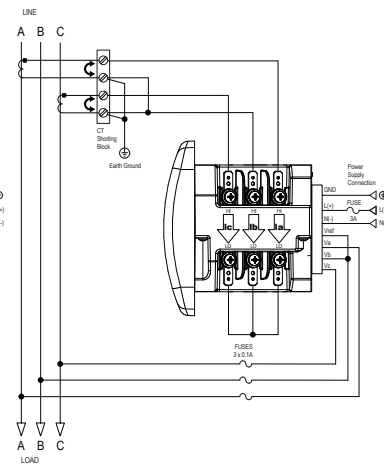 LINE
A B C
CT
Shorting
Block
Earth Ground
Power
Supply
Connection
GND
L(+)
FUSE
N(-)
3A
Vref
Va
Vb
Vc
HI HI HI
Ic Ib Ia
LO LO LO
FUSES
3 x 0.1A
A B C
LOAD